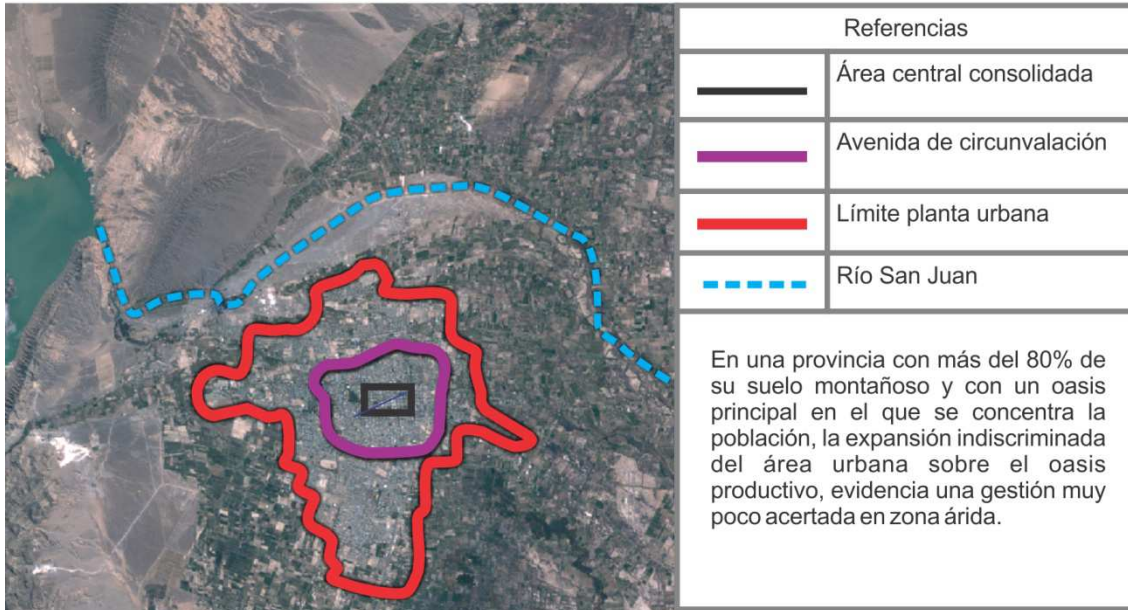 Referencias
Área central consolidada
Avenida de circunvalación
Límite planta urbana
Río San Juan
En una provincia con más del 80% de
su suelo montañoso y con un oasis
principal en el que se concentra la
población, la expansión indiscriminada
del área urbana sobre el oasis
productivo, evidencia una gestión muy
poco acertada en zona árida.